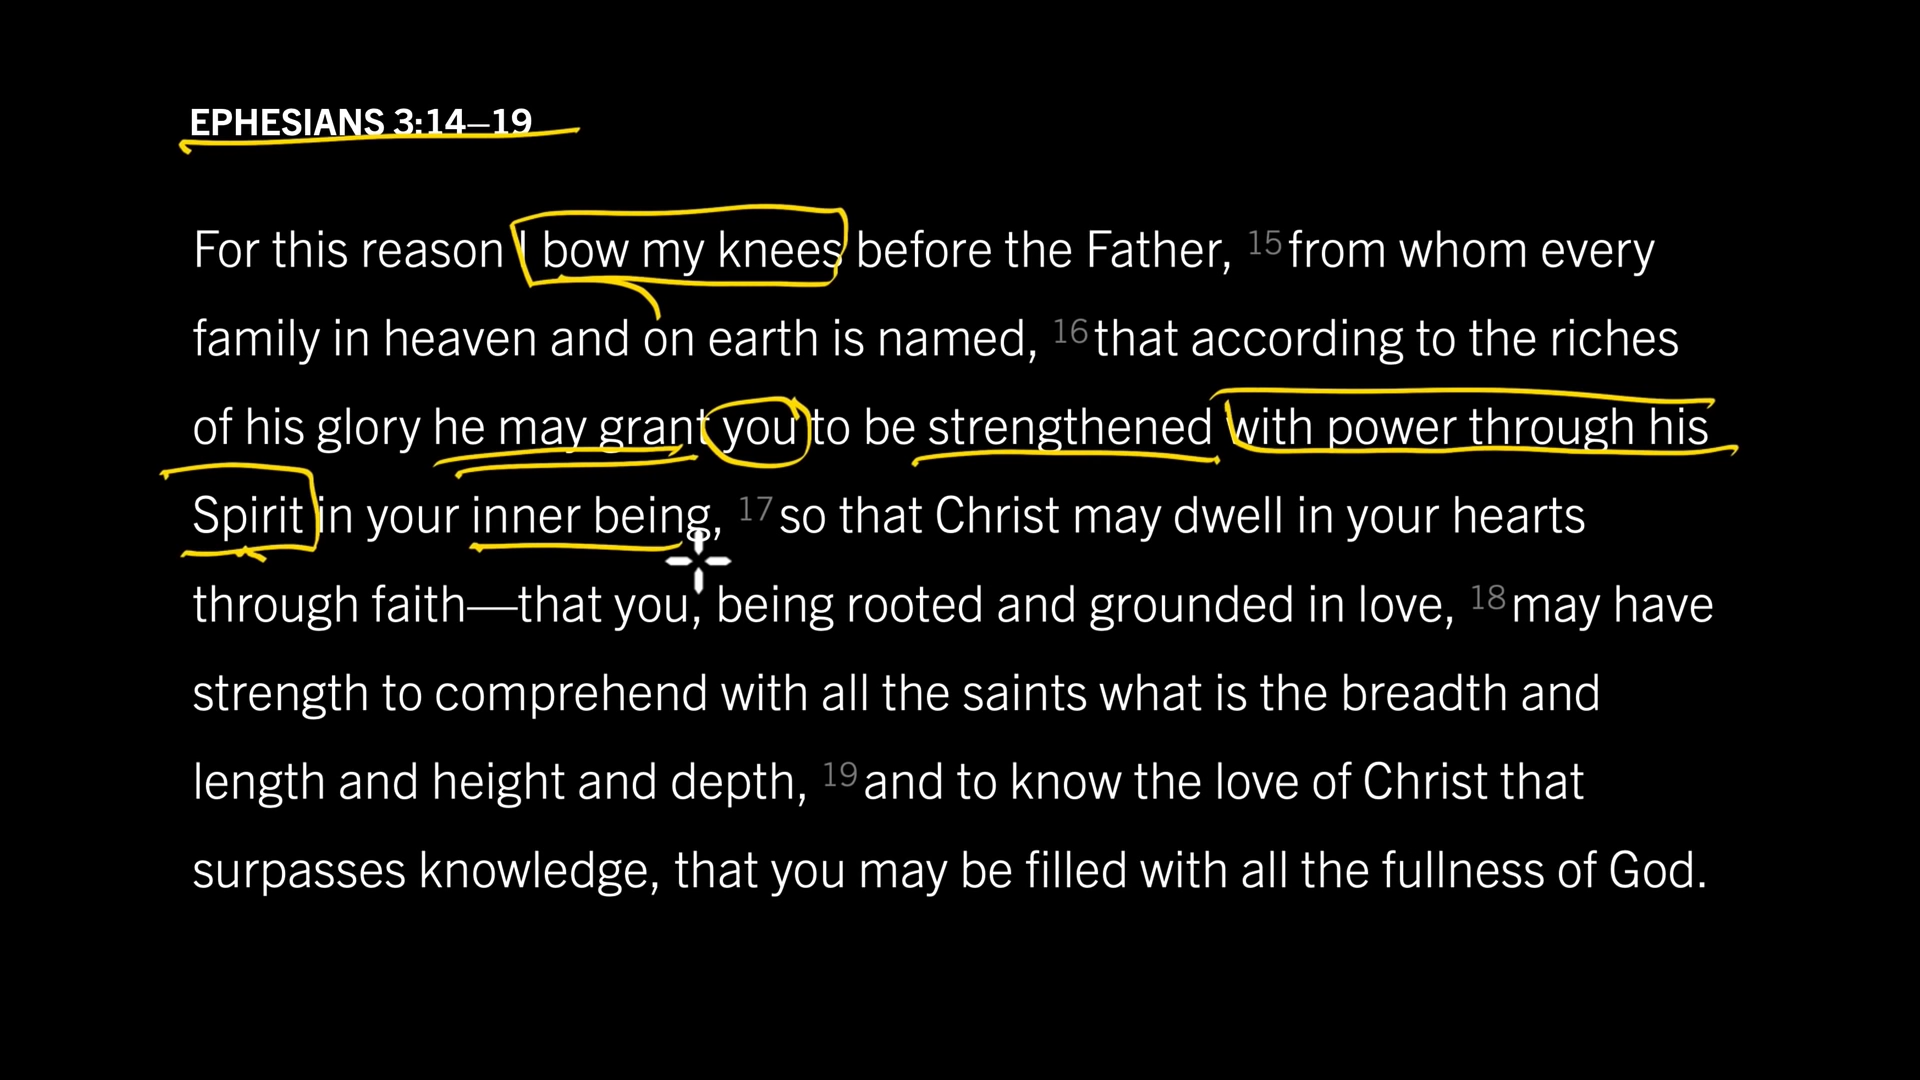 EPHESIANS 3:14–19
For this reason I bow my knees before the Father, 15 from whom every
family in heaven and on earth is named, 16 that according to the riches
of his glory he may grant you to be strengthened with power through his
Spirit in your inner being, 17 so that Christ may dwell in your hearts
through faith—that you, being rooted and grounded in love, 18 may have
strength to comprehend with all the saints what is the breadth and
length and height and depth, 19 and to know the love of Christ that
surpasses knowledge, that you may be filled with all the fullness of God.